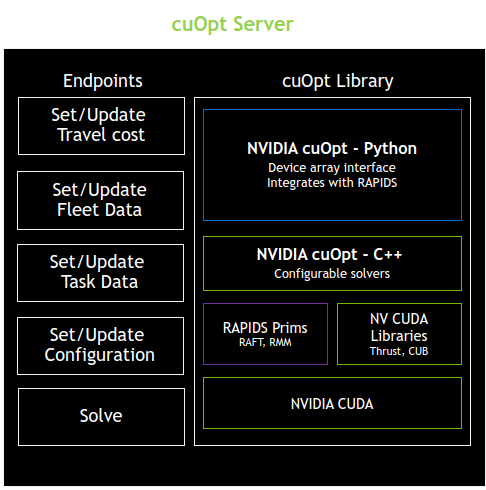 cuOpt Server
Endpoints
Set/Update
Travel cost
Set/Update
Fleet Data
Set/Update
Task Data
Set/Update
Configuration
Solve
cuOpt Library
NVIDIA cuOpt - Python
Device array interface
Integrates with RAPIDS
NVIDIA cuOpt - C++
Configurable solvers
RAPIDS Prims
RAFT, RMM
NV CUDA
Libraries
Thrust, CUB
NVIDIA CUDA